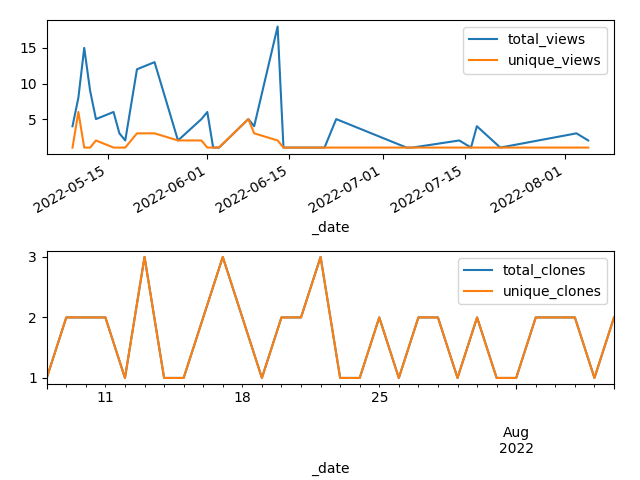 15
10
5
total_views
unique_views
2022-05-15
2022-06-01
2022-06-15
2022-07-01
2022-07-15
2022-08-01
_date
3
2
1
total_clones
unique_clones
11
18
25
Aug
2022
_date